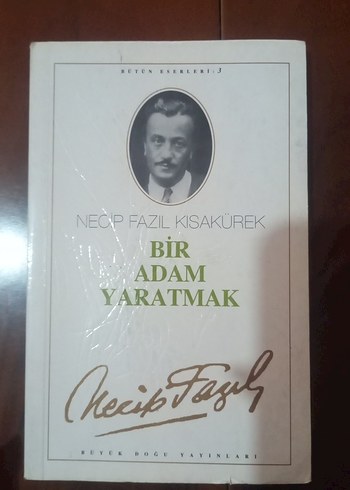 BÜTÜN ESERLERİ: 3
NECİP FAZIL KISAKÜREK
BİR
ADAM
YARATMAK
Necip Fazıl
BÜYÜK DOĞU YAYINLARI